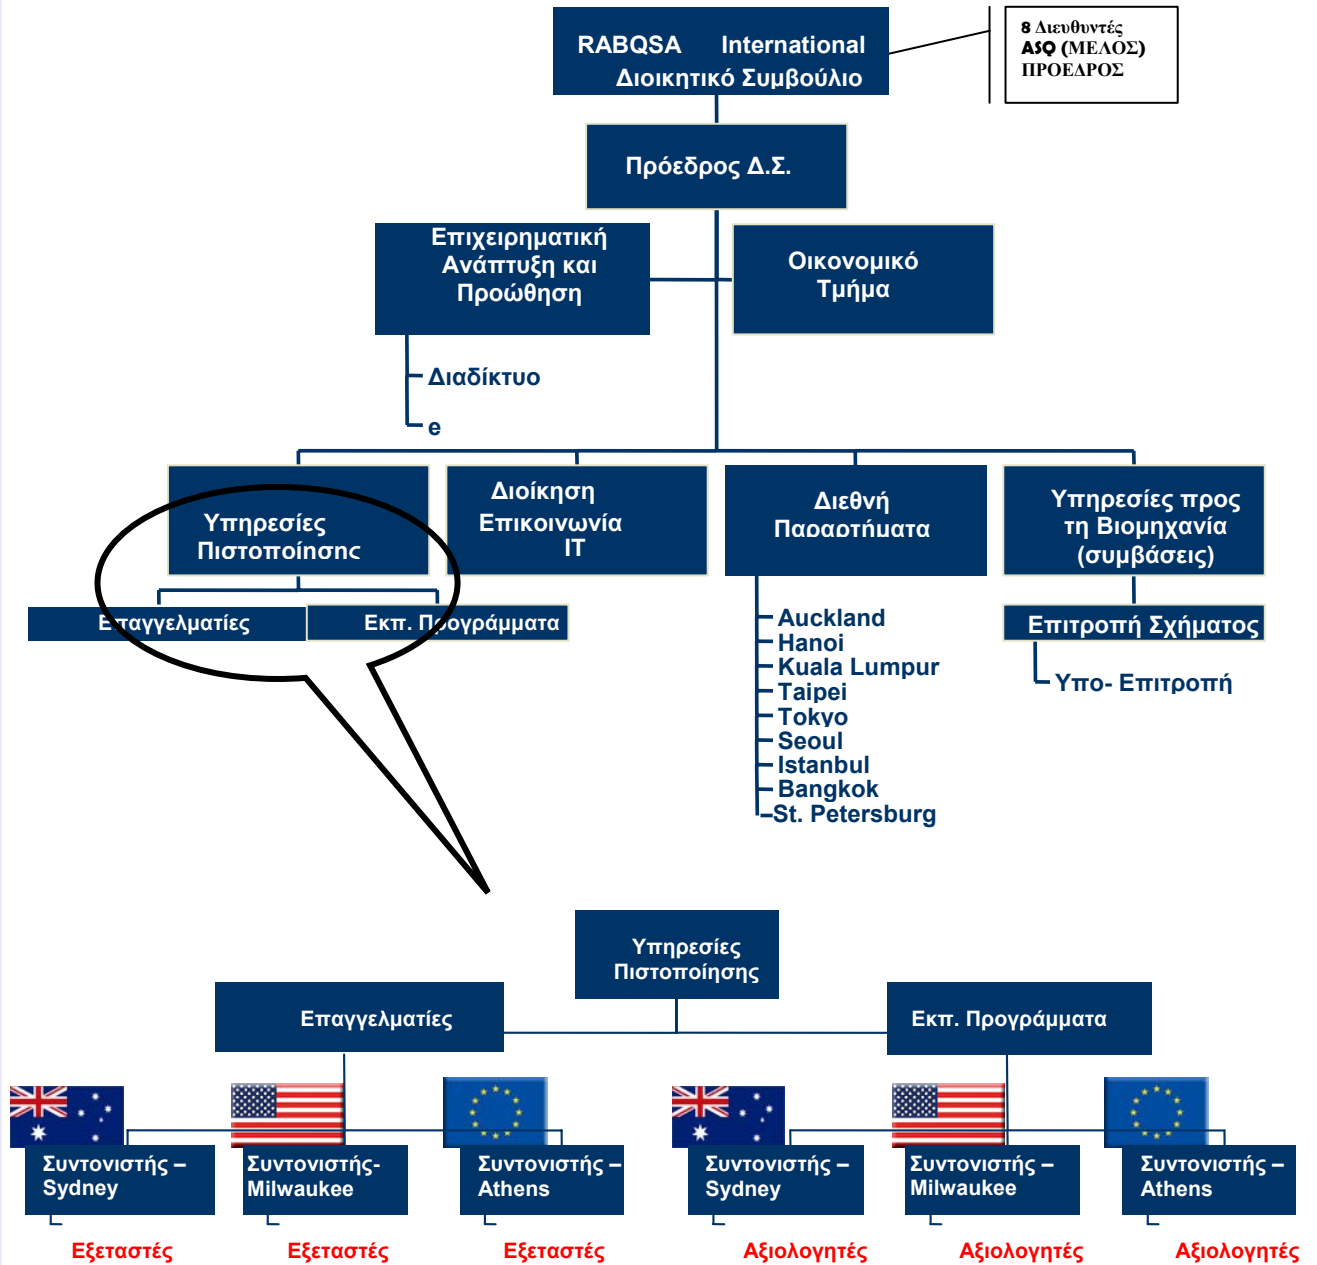 RABQSA International
Διοικητικό Συμβούλιο
8 Διευθυντές
ASQ (ΜΕΛΟΣ)
ΠΡΟΕΔΡΟΣ
Πρόεδρος Δ.Σ.
Επιχειρηματική
Ανάπτυξη και
Προώθηση
Οικονομικό
Τμήμα
Διαδίκτυο
e
Υπηρεσίες
Πιστοποίησης
Διοίκηση
Επικοινωνία
IT
Διεθνή
Παραρτήματα
Υπηρεσίες προς
τη Βιομηχανία
(συμβάσεις)
Επαγγελματίες
Εκπ. Προγράμματα
Επιτροπή Σχήματος
Υπο- Επιτροπή
Auckland
Hanoi
Kuala Lumpur
Taipei
Tokyo
Seoul
Istanbul
Bangkok
St. Petersburg
Υπηρεσίες
Πιστοποίησης
Επαγγελματίες
Εκπ. Προγράμματα
Συντονιστής –
Sydney
Συντονιστής-
Milwaukee
Συντονιστής –
Athens
Συντονιστής –
Sydney
Συντονιστής –
Milwaukee
Συντονιστής –
Athens
Εξεταστές
Εξεταστές
Εξεταστές
Αξιολογητές
Αξιολογητές
Αξιολογητές